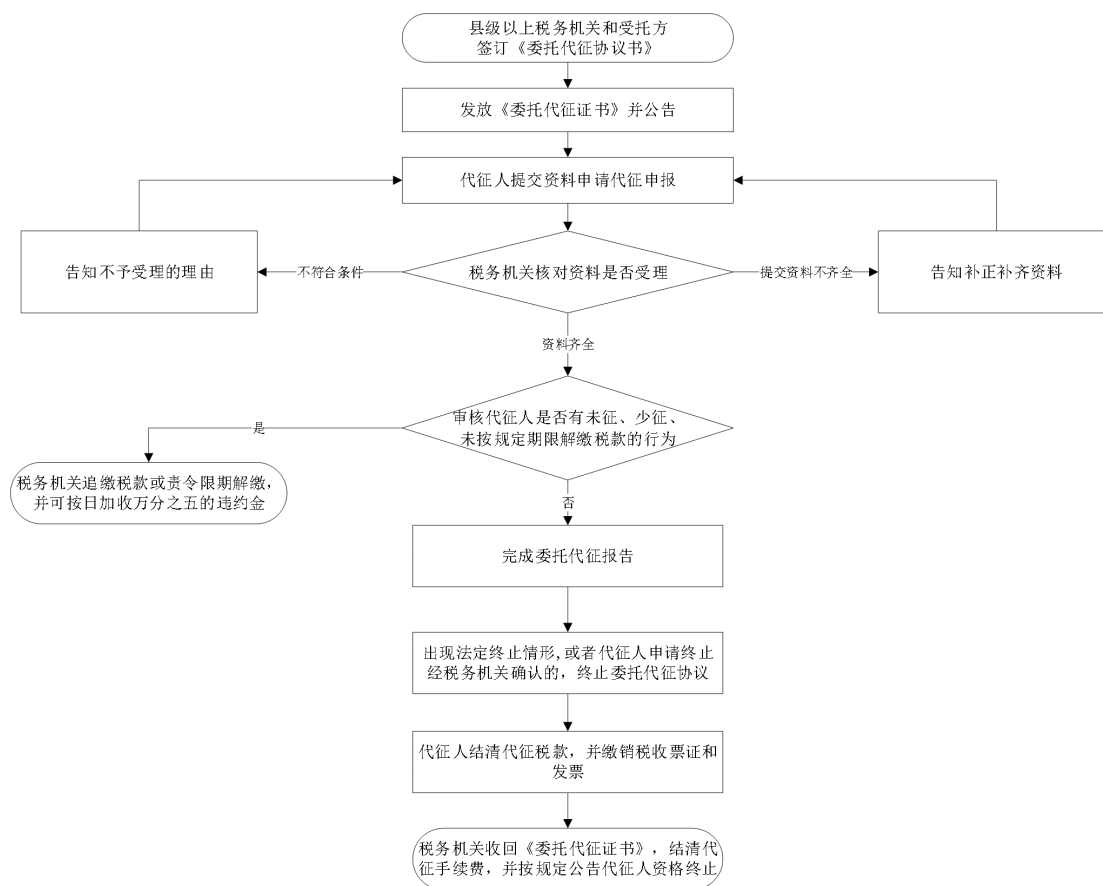 县级以上税务机关和受托方
签订《委托代征协议书》
发放《委托代征证书》并公告
代征人提交资料申请代征申报
告知不予受理的理由
不符合条件
税务机关核对资料是否受理
提交资料不齐全
告知补正补齐资料
资料齐全
审核代征人是否有未征、少征、
未按规定期限解缴税款的行为
是
税务机关追缴税款或责令限期解缴,
并可按日加收万分之五的违约金
否
完成委托代征报告
出现法定终止情形,或者代征人申请终止
经税务机关确认的，终止委托代征协议
代征人结清代征税款，并缴销税收票证和
发票
税务机关收回《委托代征证书》，结清代
征手续费，并按规定公告代征人资格终止